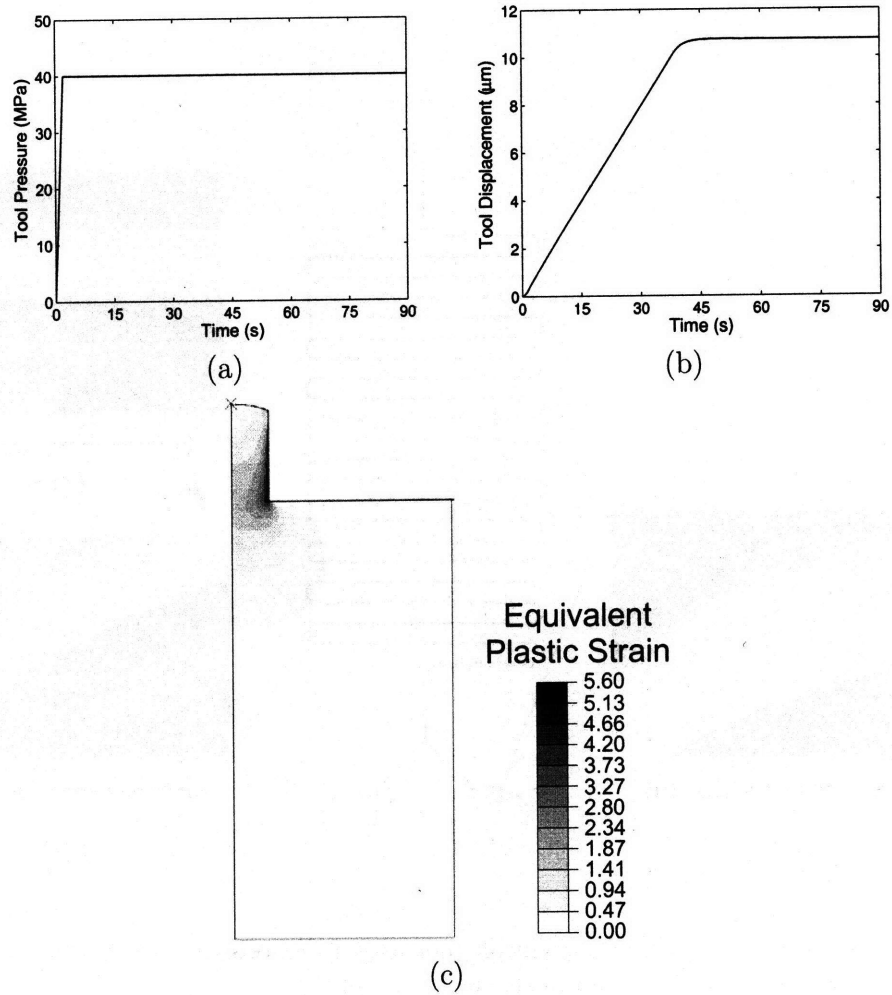 50
40
30
20
10
0
Tool Pressure (MPa)
0 15 30 45 60 75 90
Time (s)
(a)
12
10
8
6
4
2
0
Tool Displacement (μm)
0 15 30 45 60 75 90
Time (s)
(b)
Equivalent
Plastic Strain
5.60
5.13
4.66
4.20
3.73
3.27
2.80
2.34
1.87
1.41
0.94
0.47
0.00
(c)